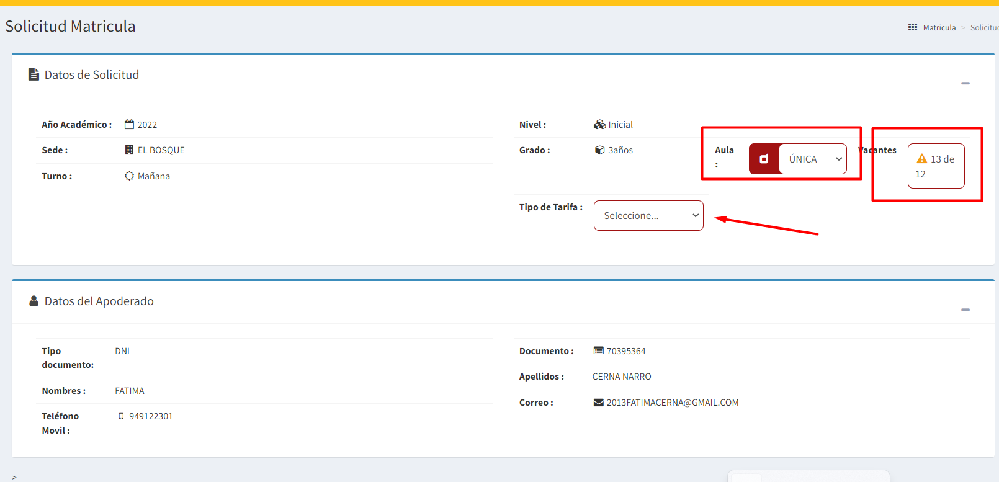 Solicitud Matricula
Matricula > Solicitud
Datos de Solicitud
Año Académico : 2022
Sede : EL BOSQUE
Turno : Mañana
Nivel : Inicial
Grado : 3años
Aula : ÚNICA
Vacantes 13 de 12
Tipo de Tarifa : Seleccione...
Datos del Apoderado
Tipo documento: DNI
Nombres : FATIMA
Teléfono Movil : 949122301
Documento : 70395364
Apellidos : CERNA NARRO
Correo : 2013FATIMACERNA@GMAIL.COM
>